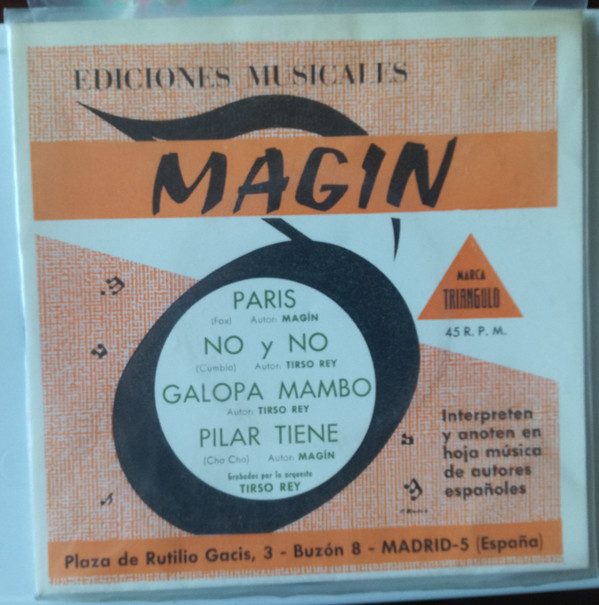 EDICIONES MUSICALES
MAGIN
MARCA
TRIANGULO
45 R. P. M.
PARIS
(Fox) Autor: MAGÍN
NO y NO
(Cumbia) Autor: TIRSO REY
GALOPA MAMBO
Autor: TIRSO REY
PILAR TIENE
(Cha Cha) Autor: MAGÍN
Grabados por la orquesta
TIRSO REY
Interpreten
y anoten en
hoja música
de autores
españoles
Plaza de Rutilio Gacis, 3 - Buzón 8 - MADRID-5 (España)